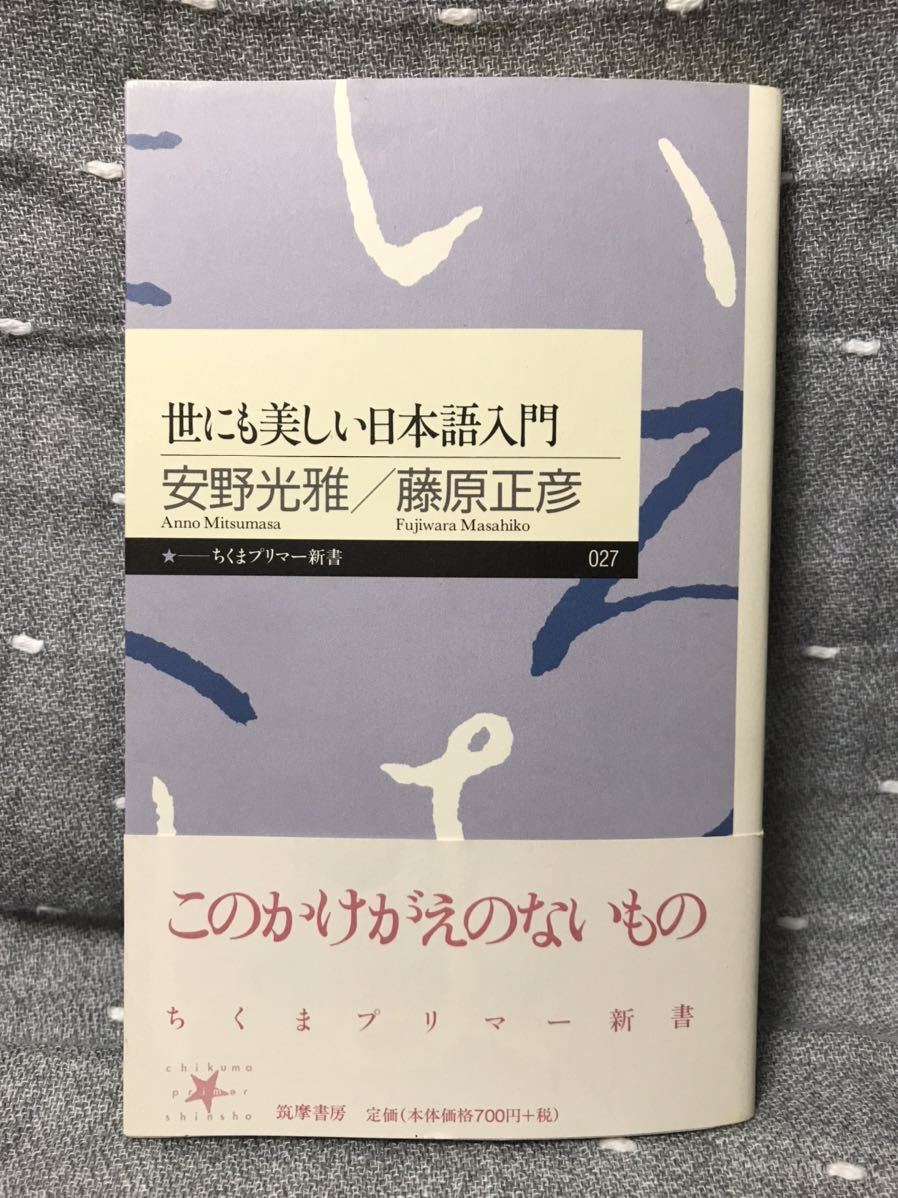 世にも美しい日本語入門
安野光雅／藤原正彦
Anno Mitsumasa Fujiwara Masahiko
★──ちくまプリマー新書 027
このかけがえのないもの
ちくまプリマー新書
chikuma
primer
shinsho
筑摩書房 定価(本体価格700円+税)